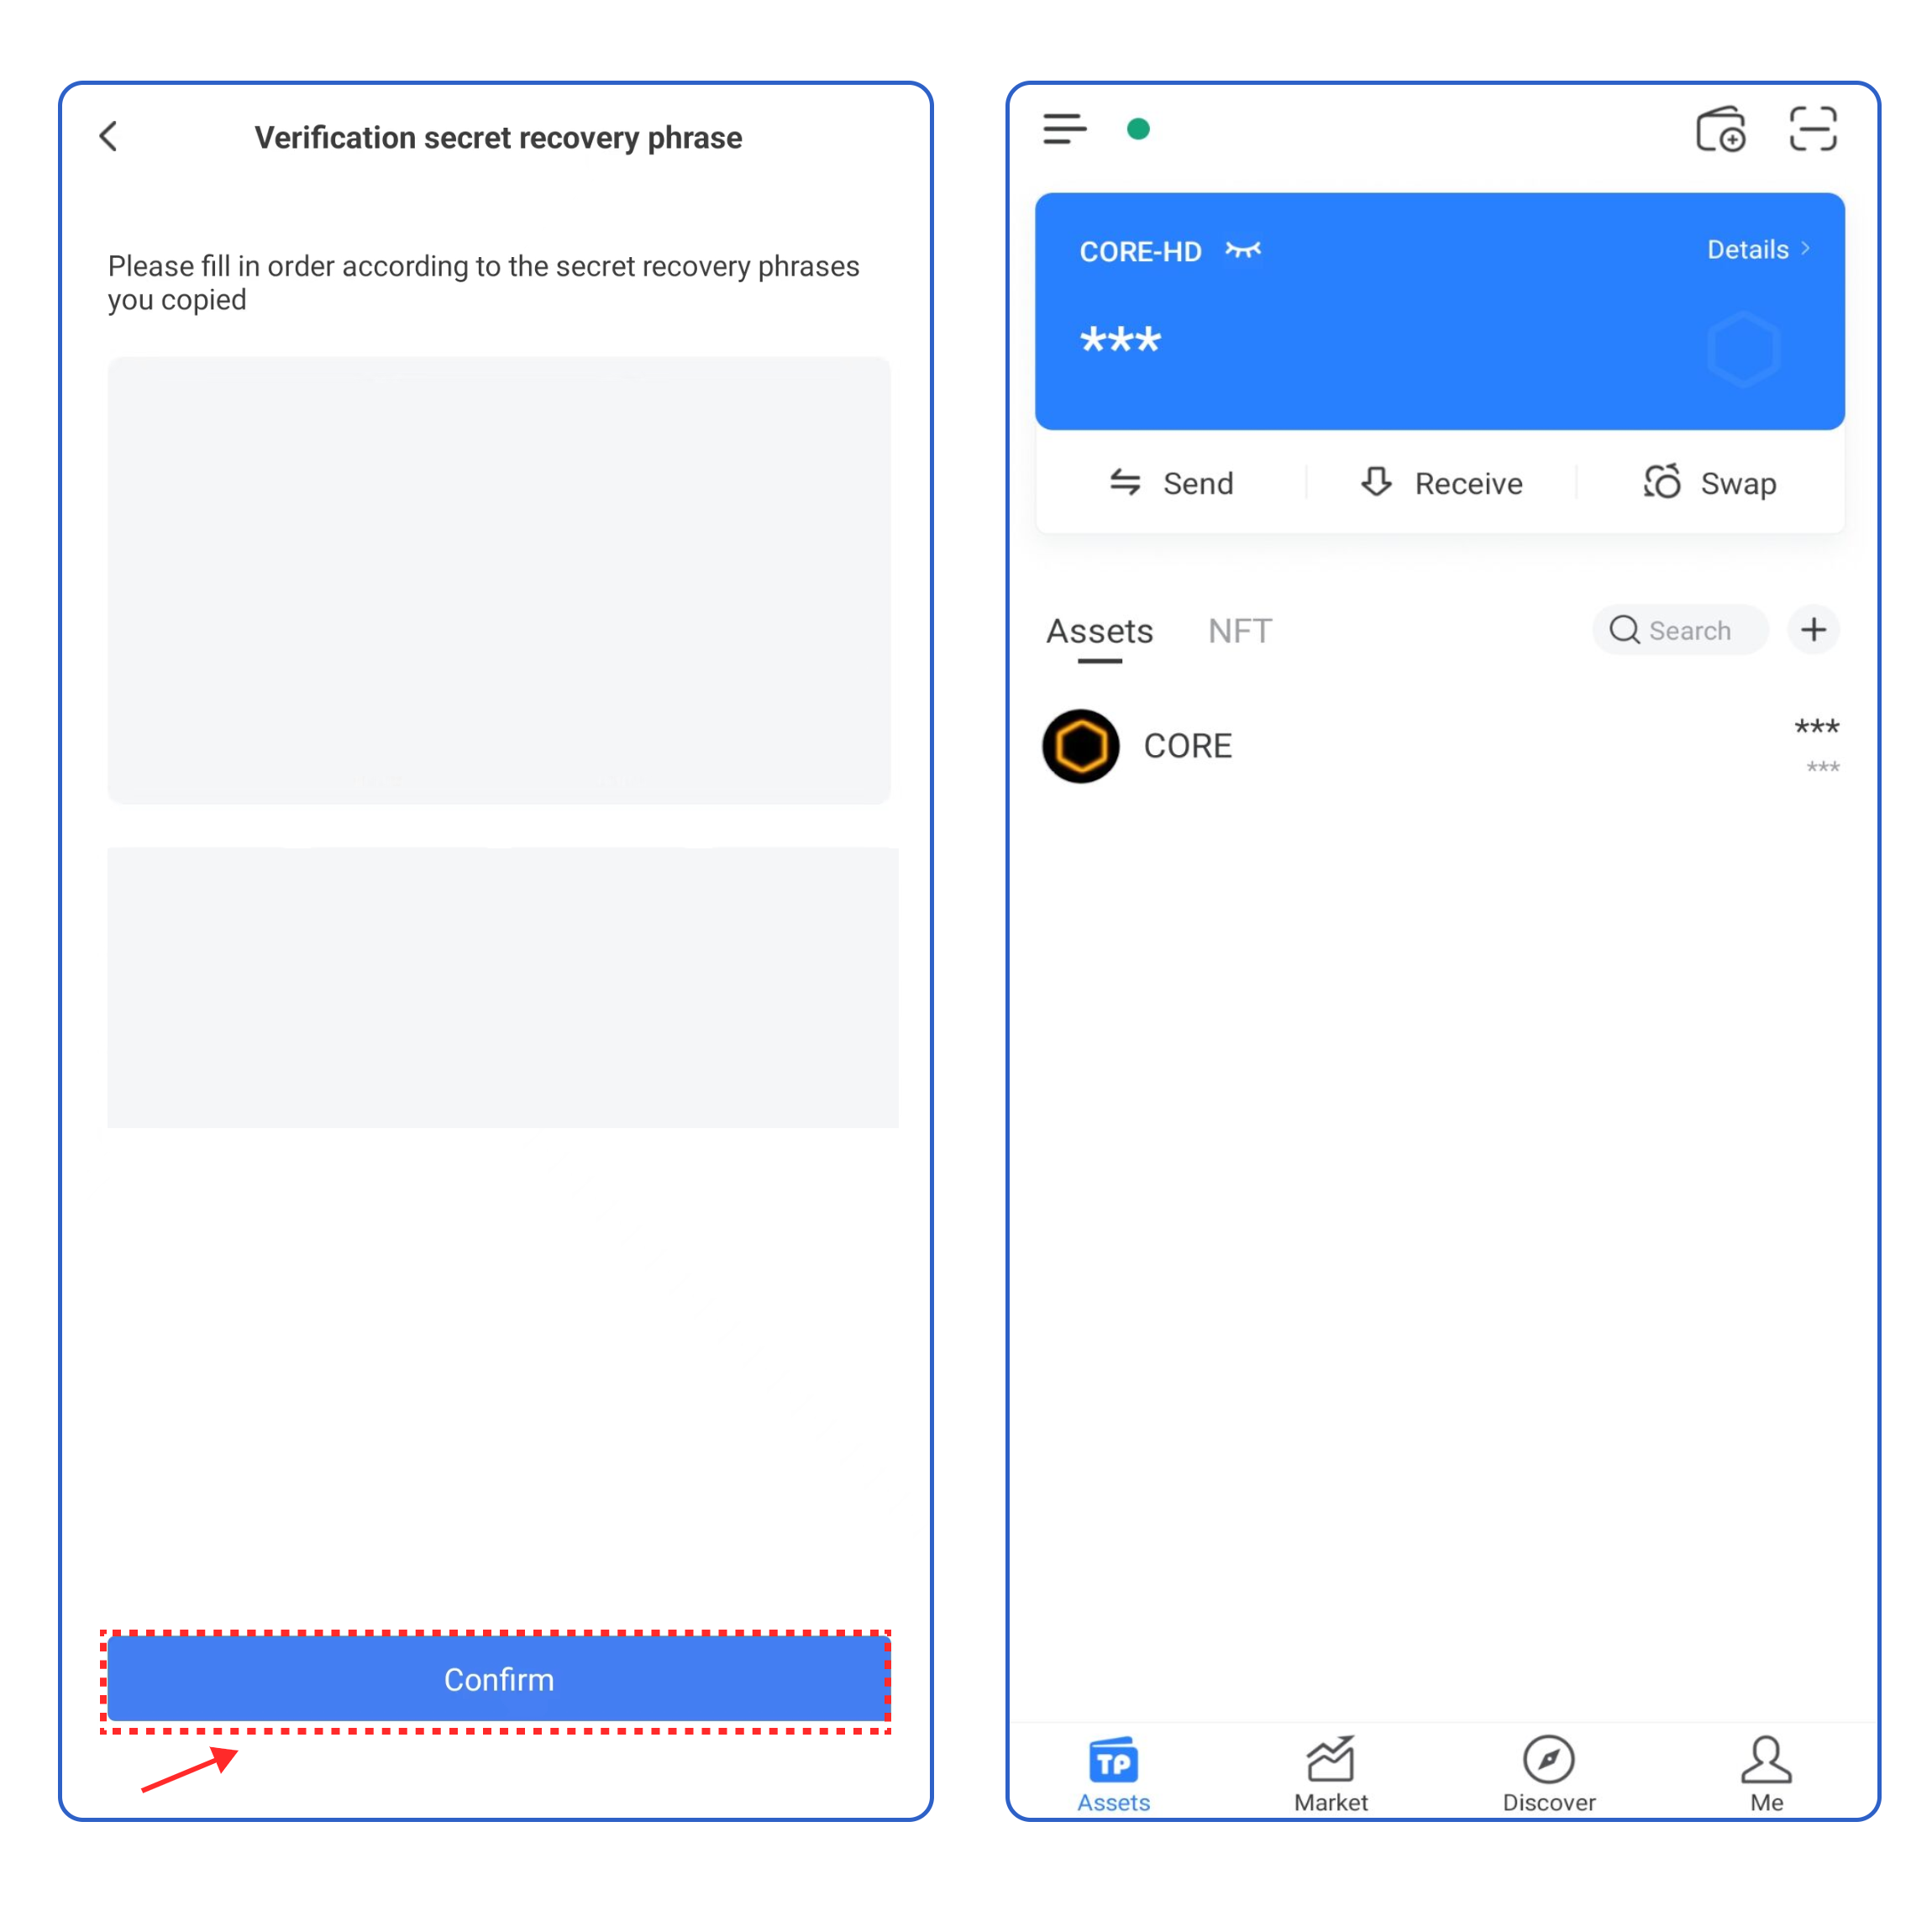 Verification secret recovery phrase
Please fill in order according to the secret recovery phrases
you copied
Confirm
CORE-HD
Details
***
Send
Receive
Swap
Assets
NFT
Search
CORE
***
***
TP
Assets
Market
Discover
Me